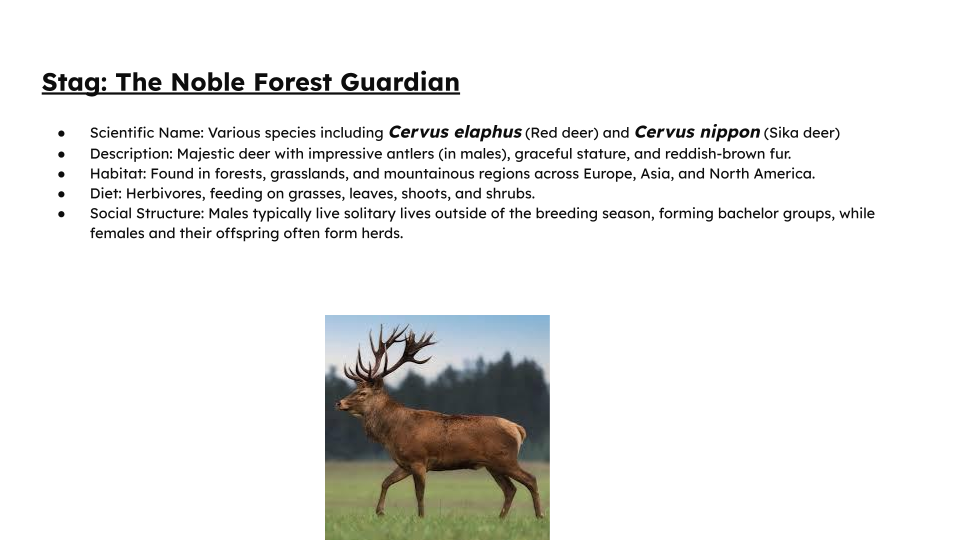 Stag: The Noble Forest Guardian
● Scientific Name: Various species including Cervus elaphus (Red deer) and Cervus nippon (Sika deer)
● Description: Majestic deer with impressive antlers (in males), graceful stature, and reddish-brown fur.
● Habitat: Found in forests, grasslands, and mountainous regions across Europe, Asia, and North America.
● Diet: Herbivores, feeding on grasses, leaves, shoots, and shrubs.
● Social Structure: Males typically live solitary lives outside of the breeding season, forming bachelor groups, while
females and their offspring often form herds.